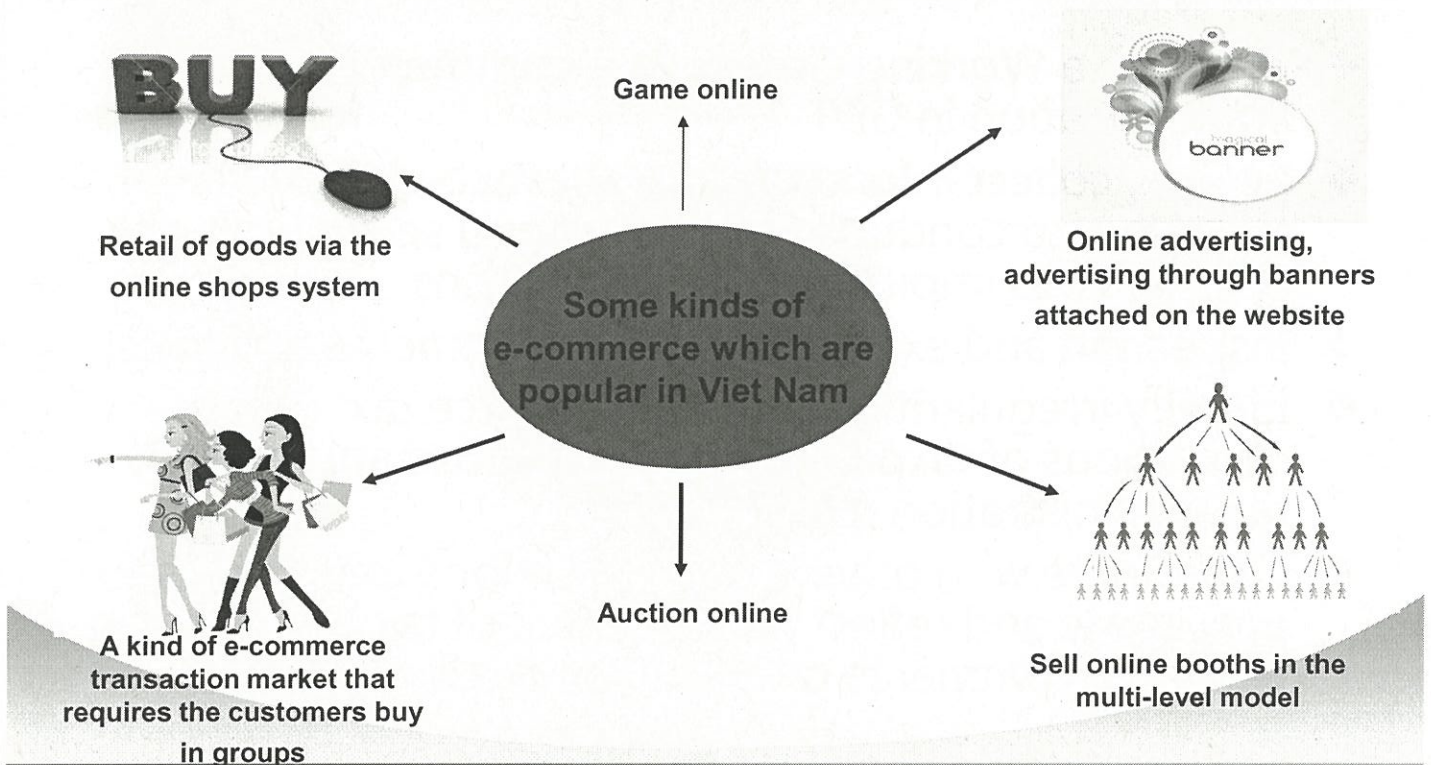 BUY
Game online
banner
Retail of goods via the
online shops system
Online advertising,
advertising through banners
attached on the website
Some kinds of
e-commerce which are
popular in Viet Nam
Auction online
A kind of e-commerce
transaction market that
requires the customers buy
in groups
Sell online booths in the
multi-level model